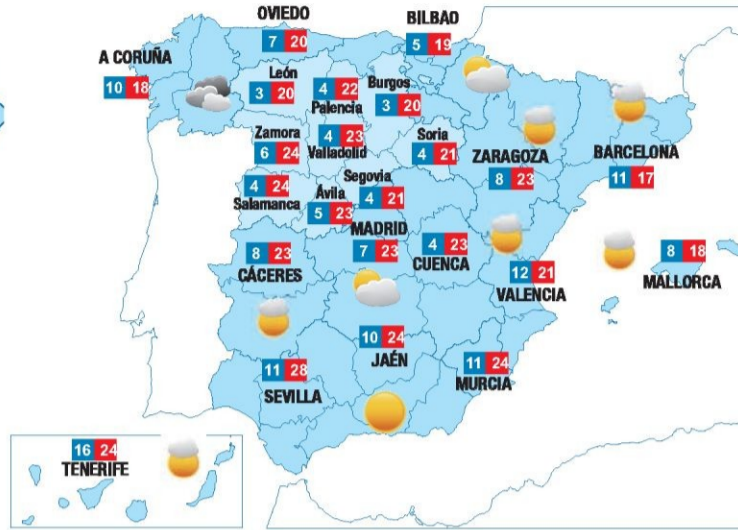 OVIEDO
7 20
BILBAO
5 19
A CORUÑA
10 18
León
3 20
4 22
Palencia
Burgos
3 20
Zamora
6 24
4 23
Valladolid
Soria
4 21
ZARAGOZA
8 23
BARCELONA
11 17
4 24
Salamanca
Ávila
5 23
Segovia
4 21
MADRID
7 23
4 23
CUENCA
8 23
CÁCERES
12 21
VALENCIA
8 18
MALLORCA
10 24
JAÉN
11 28
SEVILLA
11 24
MURCIA
16 24
TENERIFE